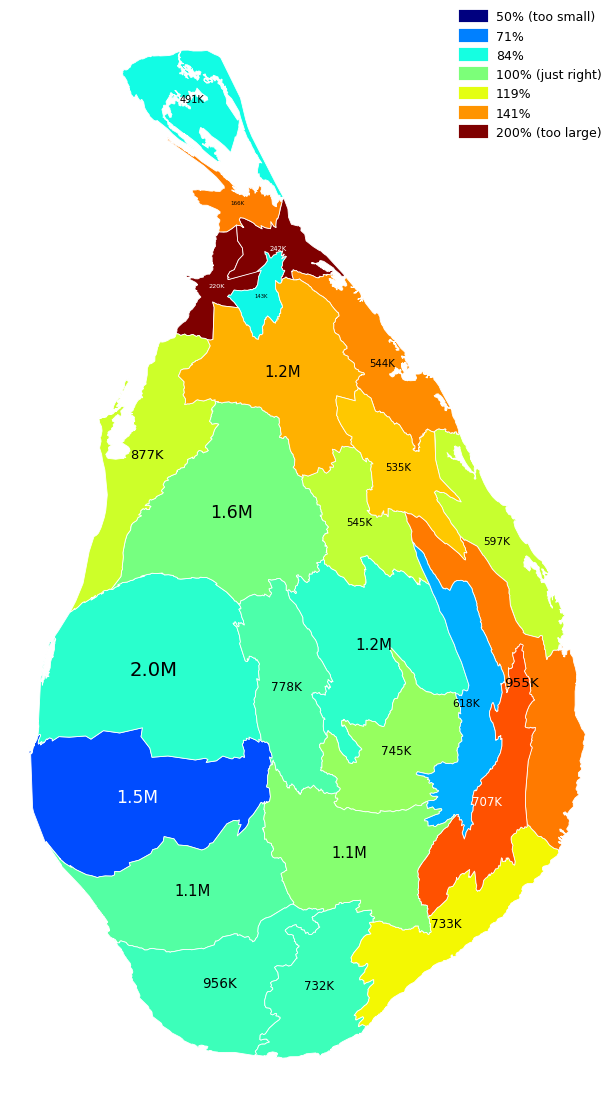 50% (too small)
71%
84%
100% (just right)
119%
141%
200% (too large)
491K
166K
242K
220K
143K
544K
1.2M
877K
535K
1.6M
545K
597K
1.2M
2.0M
955K
778K
618K
745K
1.5M
707K
1.1M
1.1M
733K
956K
732K